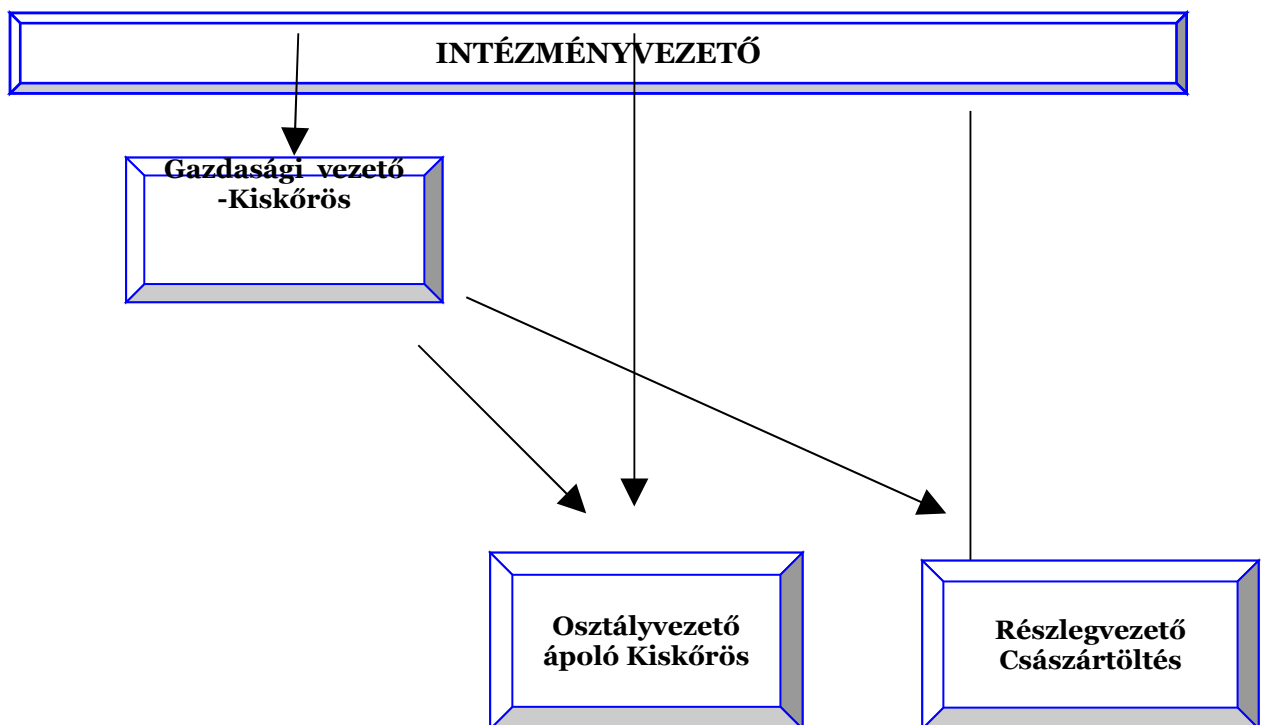 INTÉZMÉNYVEZETŐ
Gazdasági vezető
-Kiskőrös
Osztályvezető
ápoló Kiskőrös
Részlegvezető
Császártöltés